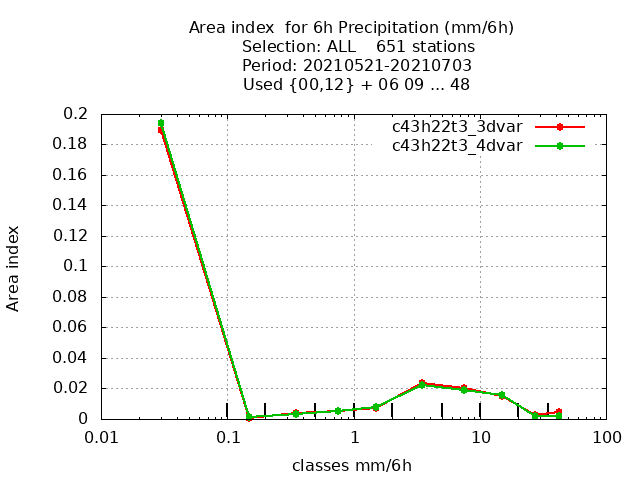 Area index  for 6h Precipitation (mm/6h)
Selection: ALL    651 stations
Period: 20210521-20210703
Used {00,12} + 06 09 ... 48
c43h22t3_3dvar
c43h22t3_4dvar
0.2
0.18
0.16
0.14
0.12
0.1
0.08
0.06
0.04
0.02
0
Area index
0.01 0.1 1 10 100
classes mm/6h